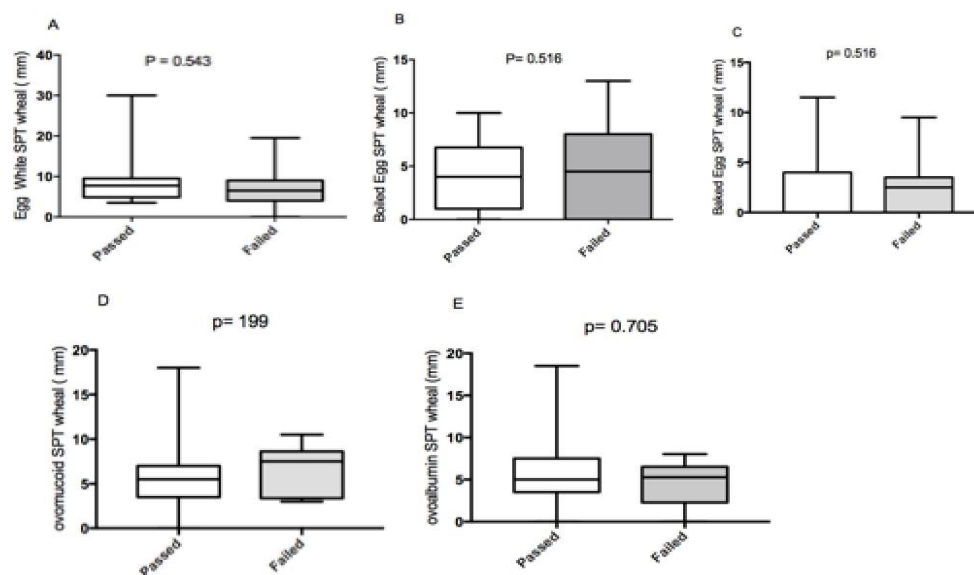 A
P = 0.543
Egg White SPT wheal ( mm)
40
30
20
10
0
Passed
Failed
B
P= 0.516
Boiled Egg SPT wheal ( mm)
15
10
5
0
Passed
Failed
C
p= 0.516
Baked Egg SPT wheal ( mm)
15
10
5
0
Passed
Failed
D
p= 199
ovomucoid SPT wheal ( mm)
20
15
10
5
0
Passed
Failed
E
p= 0.705
ovoalbumin SPT wheal (mm)
20
15
10
5
0
Passed
Failed